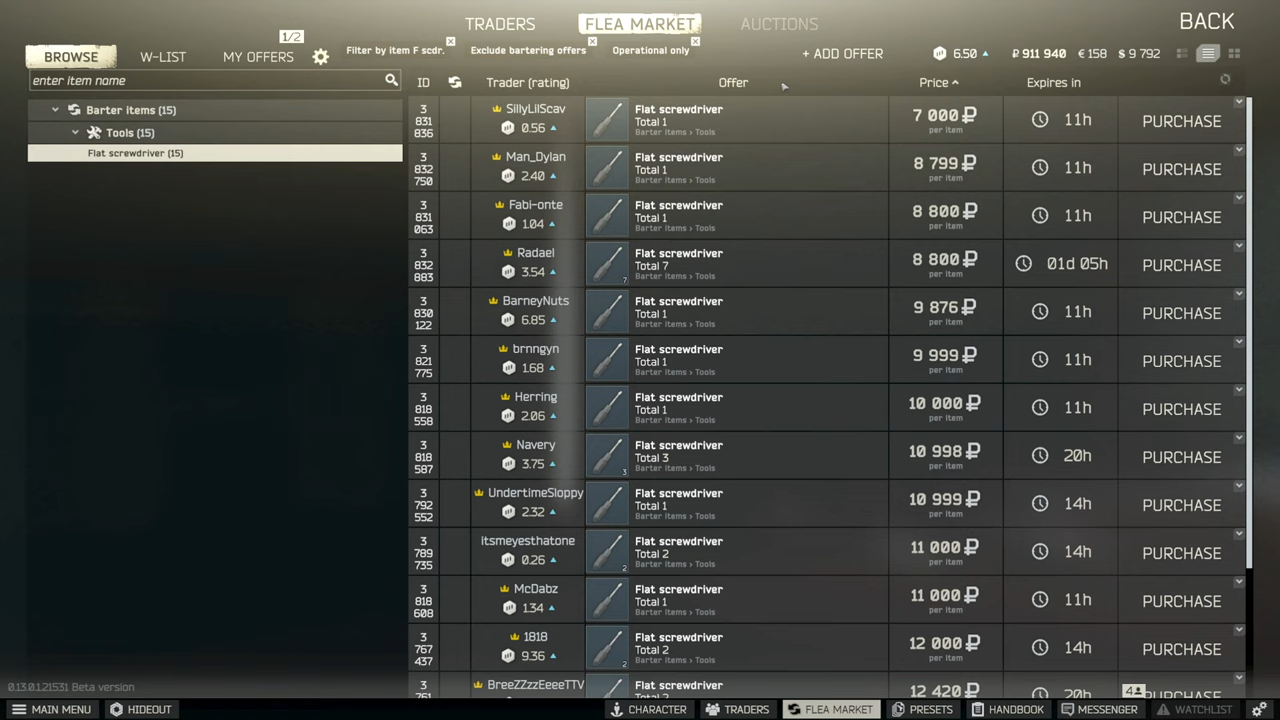 TRADERS FLEA MARKET AUCTIONS BACK
1/2
BROWSE W-LIST MY OFFERS Filter by item F scdr. Exclude bartering offers Operational only + ADD OFFER 6.50 ₽ 911 940 € 158 $ 9 792
enter item name
ID Trader (rating) Offer Price Expires in
Barter items (15)
Tools (15)
Flat screwdriver (15)
3 831 836 SillyLilScav 0.56 Flat screwdriver Total 1 Barter items > Tools 7 000 ₽ per item 11h PURCHASE
3 832 750 Man_Dylan 2.40 Flat screwdriver Total 1 Barter items > Tools 8 799 ₽ per item 11h PURCHASE
3 831 063 Fabi-onte 1.04 Flat screwdriver Total 1 Barter items > Tools 8 800 ₽ per item 11h PURCHASE
3 832 883 Radael 3.54 7 Flat screwdriver Total 7 Barter items > Tools 8 800 ₽ per item 01d 05h PURCHASE
3 830 122 BarneyNuts 6.85 Flat screwdriver Total 1 Barter items > Tools 9 876 ₽ per item 11h PURCHASE
3 821 775 brnngyn 1.68 Flat screwdriver Total 1 Barter items > Tools 9 999 ₽ per item 11h PURCHASE
3 818 558 Herring 2.06 Flat screwdriver Total 1 Barter items > Tools 10 000 ₽ per item 11h PURCHASE
3 818 587 Navery 3.75 3 Flat screwdriver Total 3 Barter items > Tools 10 998 ₽ per item 20h PURCHASE
3 792 552 UndertimeSloppy 2.32 Flat screwdriver Total 1 Barter items > Tools 10 999 ₽ per item 14h PURCHASE
3 789 735 itsmeyesthatone 0.26 2 Flat screwdriver Total 2 Barter items > Tools 11 000 ₽ per item 14h PURCHASE
3 818 608 McDabz 1.34 Flat screwdriver Total 1 Barter items > Tools 11 000 ₽ per item 11h PURCHASE
3 767 437 1818 9.36 2 Flat screwdriver Total 2 Barter items > Tools 12 000 ₽ per item 14h PURCHASE
3 761 BreeZZzzEeeeTTV Flat screwdriver 12 420 ₽ 20h PURCHASE
0.13.0.1.21531 Beta version
4
MAIN MENU HIDEOUT CHARACTER TRADERS FLEA MARKET PRESETS HANDBOOK MESSENGER WATCHLIST